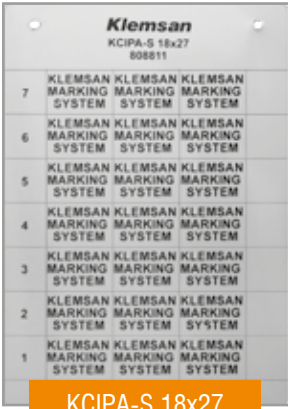 Klemsan
KCIPA-S 18x27
808811
KLEMSAN KLEMSAN KLEMSAN
7 MARKING MARKING MARKING
SYSTEM SYSTEM SYSTEM
KLEMSAN KLEMSAN KLEMSAN
6 MARKING MARKING MARKING
SYSTEM SYSTEM SYSTEM
KLEMSAN KLEMSAN KLEMSAN
5 MARKING MARKING MARKING
SYSTEM SYSTEM SYSTEM
KLEMSAN KLEMSAN KLEMSAN
4 MARKING MARKING MARKING
SYSTEM SYSTEM SYSTEM
KLEMSAN KLEMSAN KLEMSAN
3 MARKING MARKING MARKING
SYSTEM SYSTEM SYSTEM
KLEMSAN KLEMSAN KLEMSAN
2 MARKING MARKING MARKING
SYSTEM SYSTEM SYSTEM
KLEMSAN KLEMSAN KLEMSAN
1 MARKING MARKING MARKING
SYSTEM SYSTEM SYSTEM
KCIPA-S 18x27